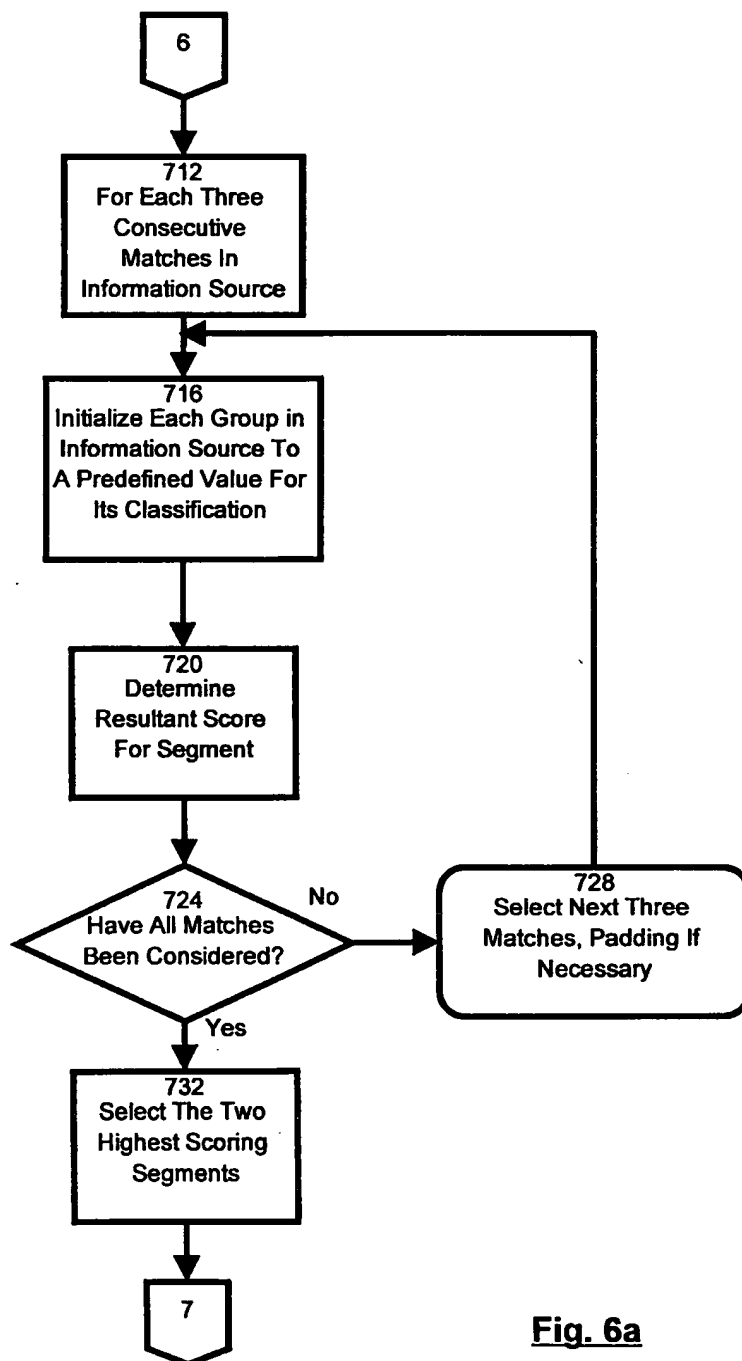 6
712
For Each Three
Consecutive
Matches In
Information Source
716
Initialize Each Group in
Information Source To
A Predefined Value For
Its Classification
720
Determine
Resultant Score
For Segment
724
Have All Matches
Been Considered?
No
728
Select Next Three
Matches, Padding If
Necessary
Yes
732
Select The Two
Highest Scoring
Segments
7
Fig. 6a